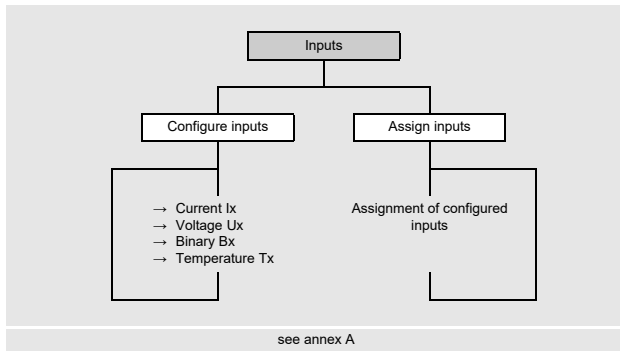 Inputs
Configure inputs
Assign inputs
→ Current Ix
→ Voltage Ux
→ Binary Bx
→ Temperature Tx
Assignment of configured
inputs
see annex A